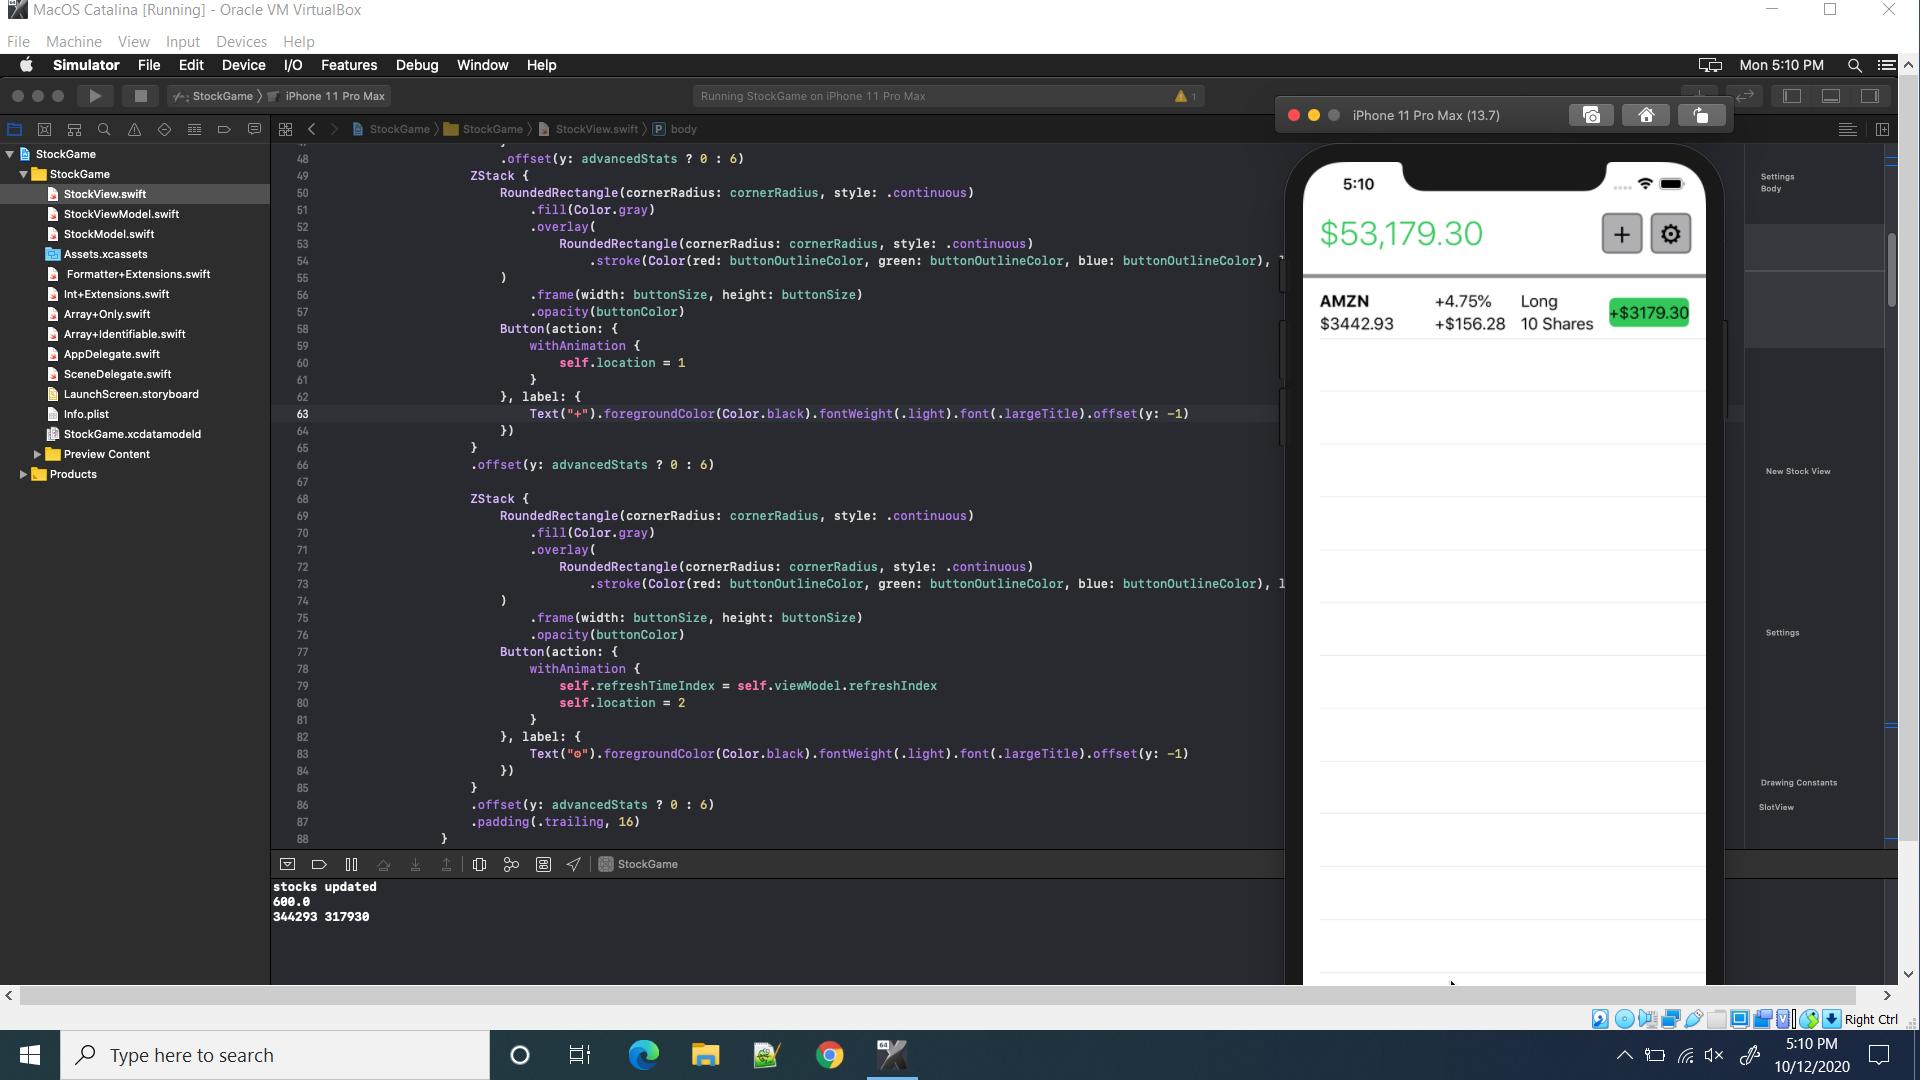 MacOS Catalina [Running] - Oracle VM VirtualBox
File Machine View Input Devices Help
Simulator File Edit Device I/O Features Debug Window Help
Mon 5:10 PM
StockGame 〉 iPhone 11 Pro Max
Running StockGame on iPhone 11 Pro Max
1
StockGame 〉 StockGame 〉 StockView.swift 〉 P body
iPhone 11 Pro Max (13.7)
StockGame
StockGame
StockView.swift
StockViewModel.swift
StockModel.swift
Assets.xcassets
Formatter+Extensions.swift
Int+Extensions.swift
Array+Only.swift
Array+Identifiable.swift
AppDelegate.swift
SceneDelegate.swift
LaunchScreen.storyboard
Info.plist
StockGame.xcdatamodeld
Preview Content
Products
48 .offset(y: advancedStats ? 0 : 6)
49 ZStack {
50 RoundedRectangle(cornerRadius: cornerRadius, style: .continuous)
51 .fill(Color.gray)
52 .overlay(
53 RoundedRectangle(cornerRadius: cornerRadius, style: .continuous)
54 .stroke(Color(red: buttonOutlineColor, green: buttonOutlineColor, blue: buttonOutlineColor),
55 )
56 .frame(width: buttonSize, height: buttonSize)
57 .opacity(buttonColor)
58 Button(action: {
59 withAnimation {
60 self.location = 1
61 }
62 }, label: {
63 Text("+").foregroundColor(Color.black).fontWeight(.light).font(.largeTitle).offset(y: -1)
64 })
65 }
66 .offset(y: advancedStats ? 0 : 6)
67
68 ZStack {
69 RoundedRectangle(cornerRadius: cornerRadius, style: .continuous)
70 .fill(Color.gray)
71 .overlay(
72 RoundedRectangle(cornerRadius: cornerRadius, style: .continuous)
73 .stroke(Color(red: buttonOutlineColor, green: buttonOutlineColor, blue: buttonOutlineColor), l
74 )
75 .frame(width: buttonSize, height: buttonSize)
76 .opacity(buttonColor)
77 Button(action: {
78 withAnimation {
79 self.refreshTimeIndex = self.viewModel.refreshIndex
80 self.location = 2
81 }
82 }, label: {
83 Text("⚙").foregroundColor(Color.black).fontWeight(.light).font(.largeTitle).offset(y: -1)
84 })
85 }
86 .offset(y: advancedStats ? 0 : 6)
87 .padding(.trailing, 16)
88 }
5:10
$53,179.30
+ ⚙
AMZN +4.75% Long +$3179.30
$3442.93 +$156.28 10 Shares
Settings
Body
New Stock View
Settings
Drawing Constants
SlotView
StockGame
stocks updated
600.0
344293 317930
Right Ctrl
Type here to search
64
5:10 PM
10/12/2020